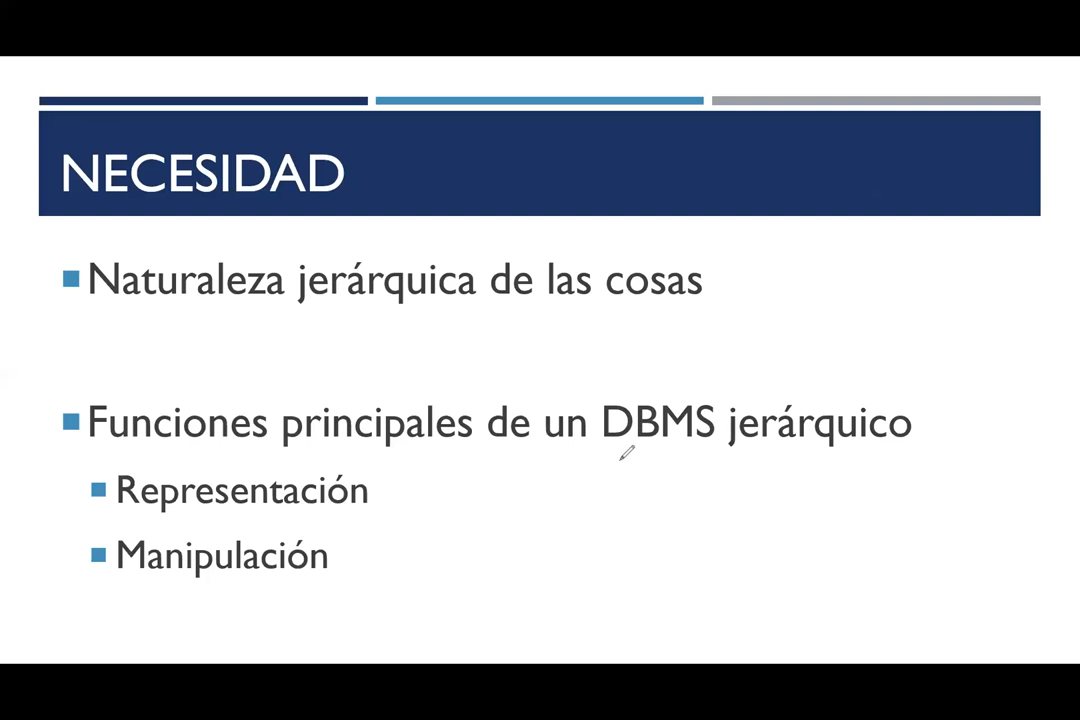 NECESIDAD
Naturaleza jerárquica de las cosas
Funciones principales de un DBMS jerárquico
Representación
Manipulación